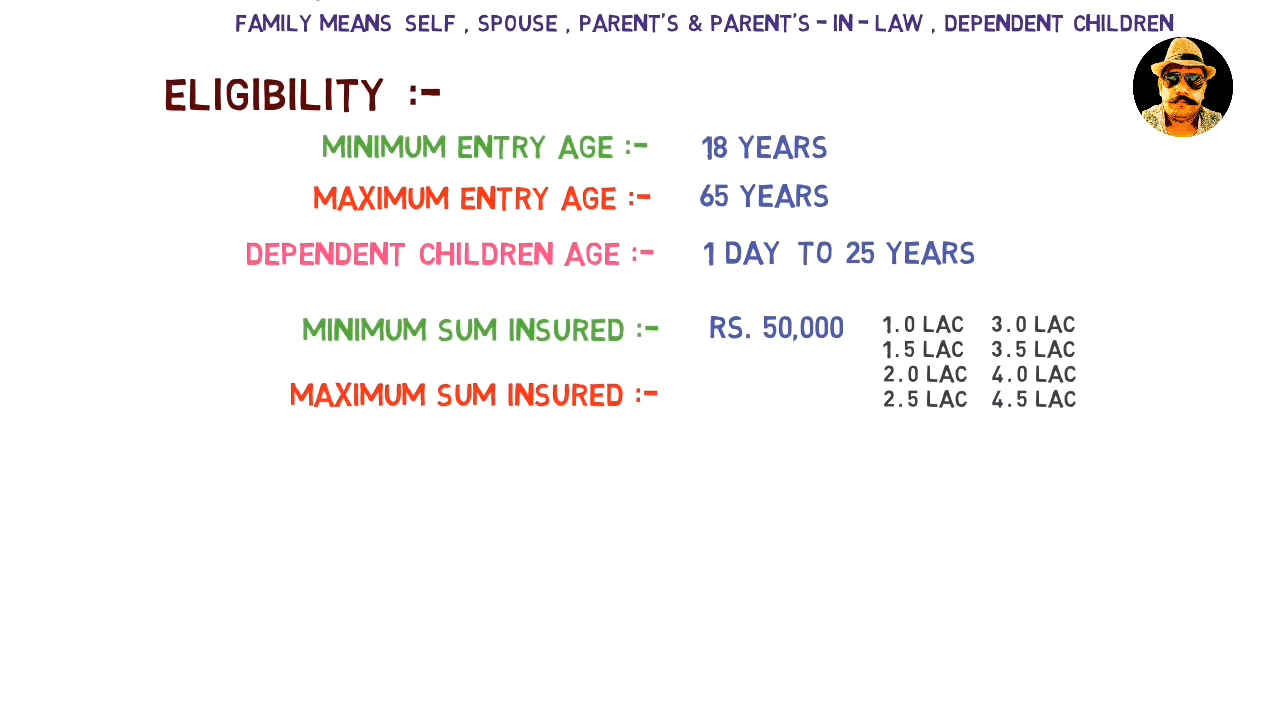 FAMILY MEANS SELF , SPOUSE , PARENT'S & PARENT'S - IN - LAW , DEPENDENT CHILDREN
ELIGIBILITY :-
MINIMUM ENTRY AGE :- 18 YEARS
MAXIMUM ENTRY AGE :- 65 YEARS
DEPENDENT CHILDREN AGE :- 1 DAY TO 25 YEARS
MINIMUM SUM INSURED :- RS. 50,000 1.0 LAC 3.0 LAC
1.5 LAC 3.5 LAC
2.0 LAC 4.0 LAC
MAXIMUM SUM INSURED :- 2.5 LAC 4.5 LAC